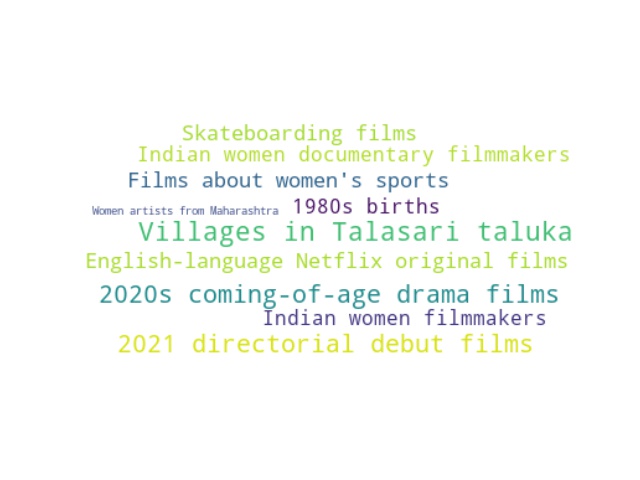 Skateboarding films
Indian women documentary filmmakers
Films about women's sports
Women artists from Maharashtra
1980s births
Villages in Talasari taluka
English-language Netflix original films
2020s coming-of-age drama films
Indian women filmmakers
2021 directorial debut films